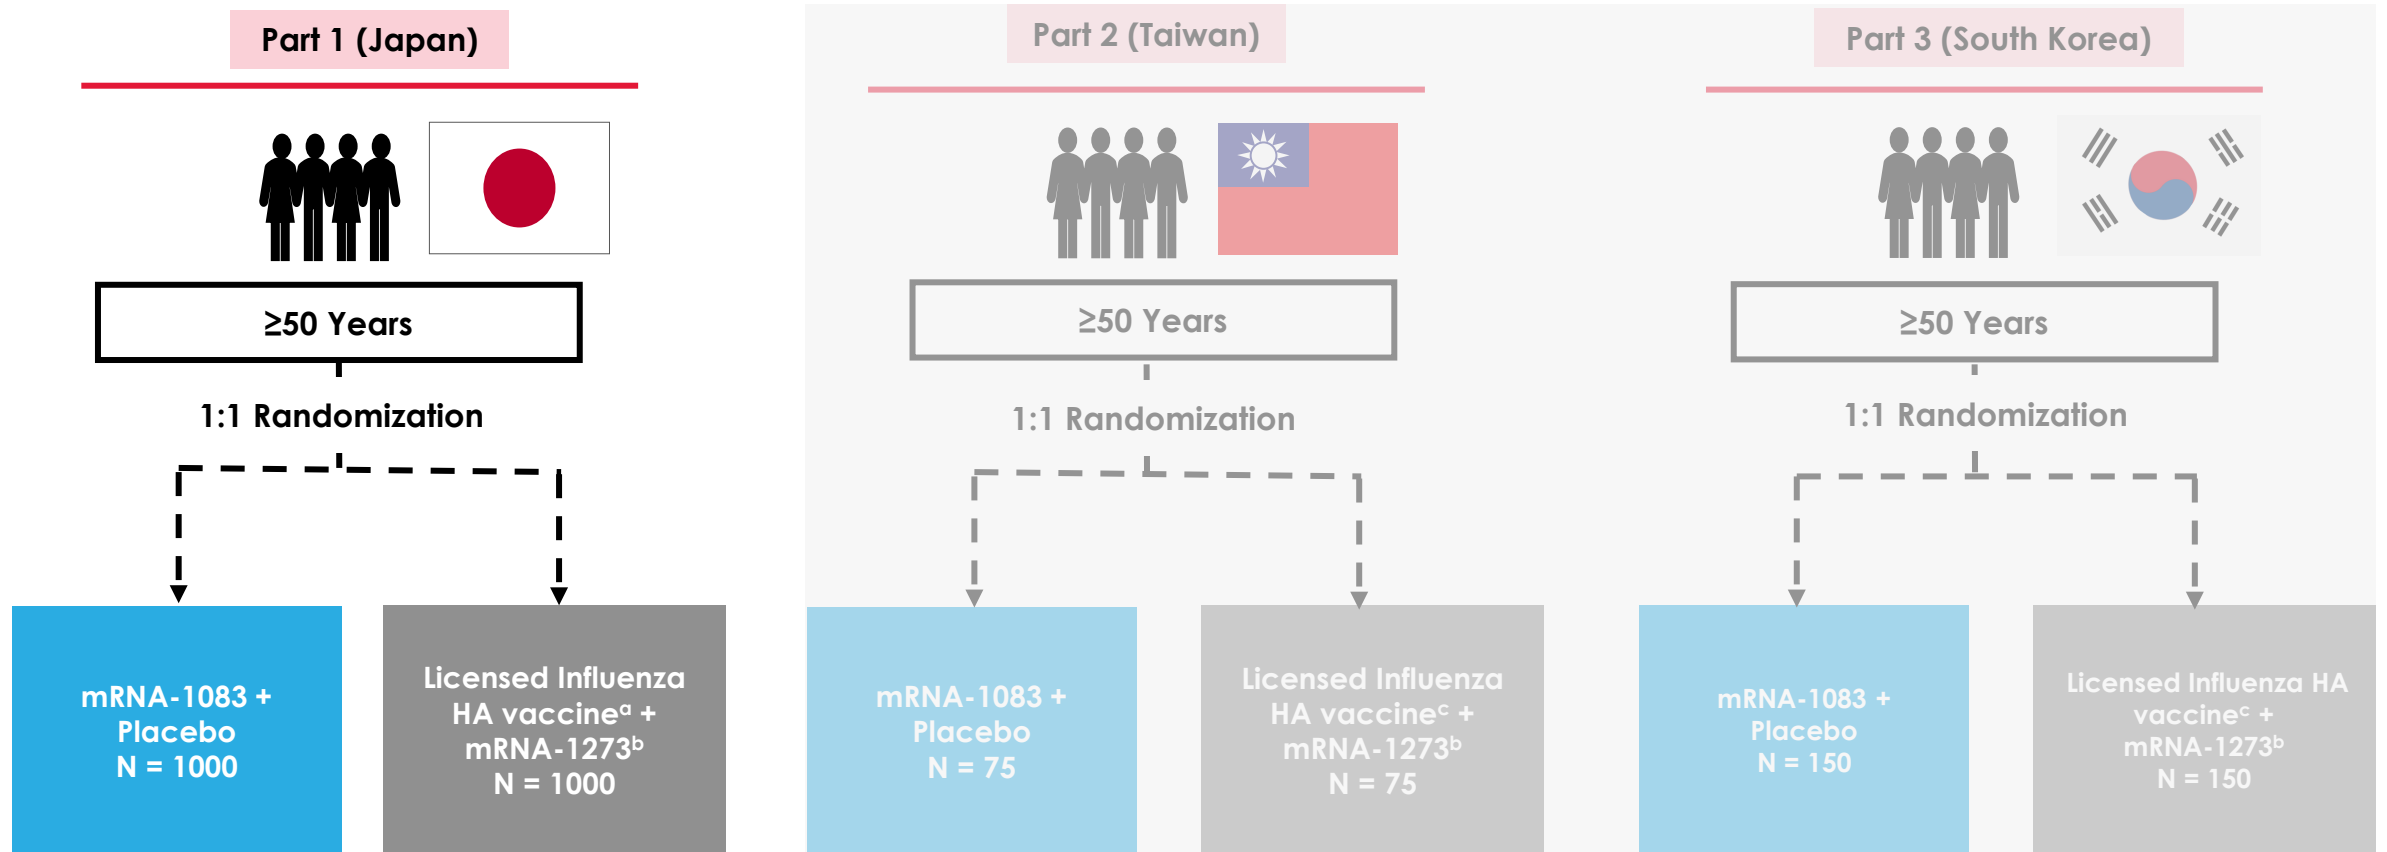 Part 1 (Japan)
≥50 Years
1:1 Randomization
mRNA-1083 +
Placebo
N = 1000
Licensed Influenza
HA vaccineᵃ +
mRNA-1273ᵇ
N = 1000
Part 2 (Taiwan)
≥50 Years
1:1 Randomization
mRNA-1083 +
Placebo
N = 75
Licensed Influenza
HA vaccineᶜ +
mRNA-1273ᵇ
N = 75
Part 3 (South Korea)
≥50 Years
1:1 Randomization
mRNA-1083 +
Placebo
N = 150
Licensed Influenza HA
vaccineᶜ +
mRNA-1273ᵇ
N = 150